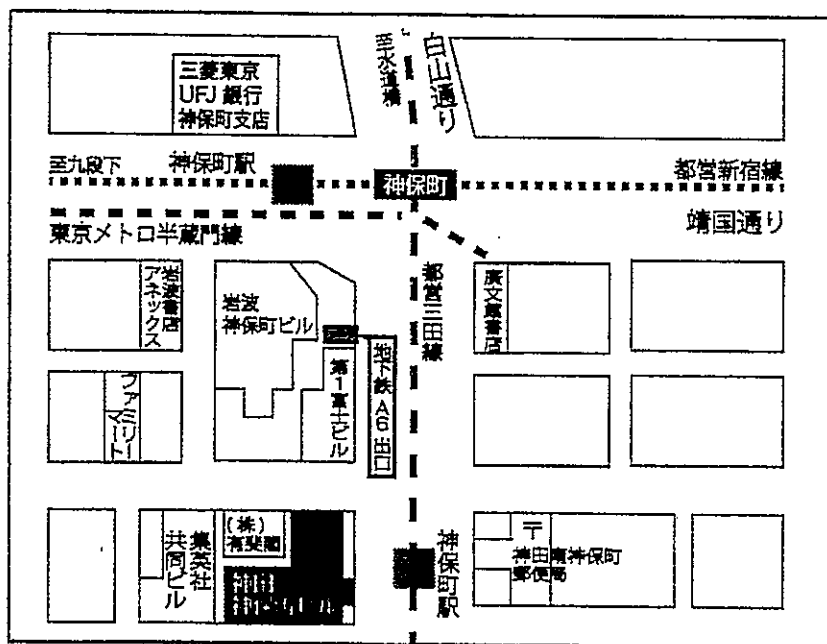 三菱東京
UFJ 銀行
神保町支店
至水道橋
白山通り
至九段下
神保町駅
神保町
都営新宿線
東京メトロ半蔵門線
靖国通り
岩波書店
アネックス
岩波
神保町ビル
都営三田線
廣文館書店
ファミリー
マート
第1富士ビル
地下鉄 A6 出口
集英社
共同ビル
(株)
有斐閣
神保町駅
〒
神田南神保町
郵便局